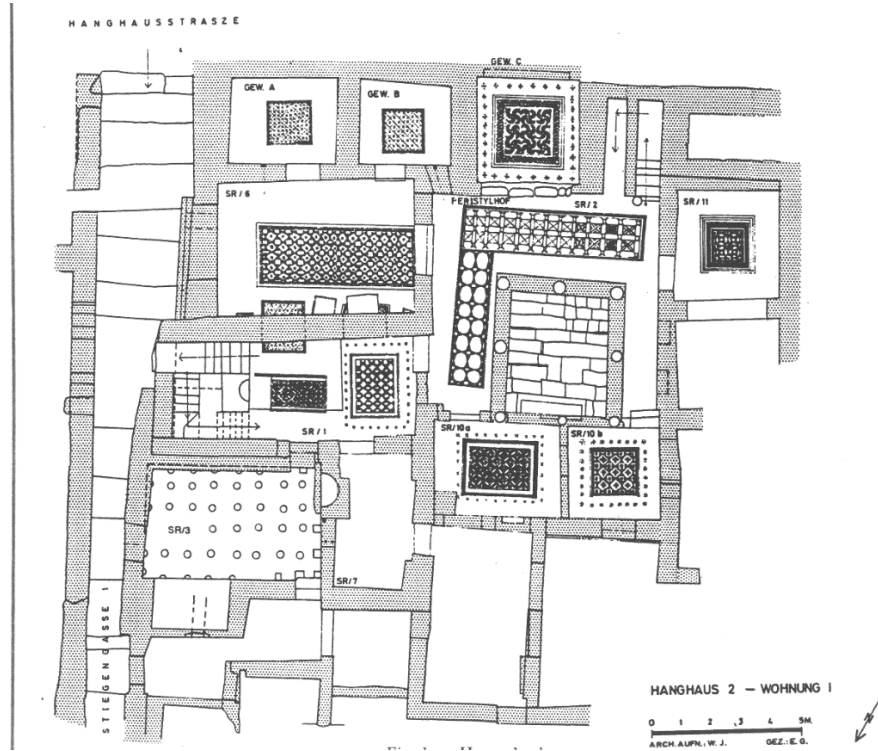 HANGHAUSSTRASZE
GEW. A
GEW. B
GEW. C
SR/6
PERISTYLHOF
SR/2
SR/11
SR/1
SR/10a
SR/10b
SR/3
SR/7
STIEGENGASSE 1
HANGHAUS 2 — WOHNUNG I
0 1 2 3 4 5M.
ARCH.AUFN.: W. J. GEZ.: E. G.